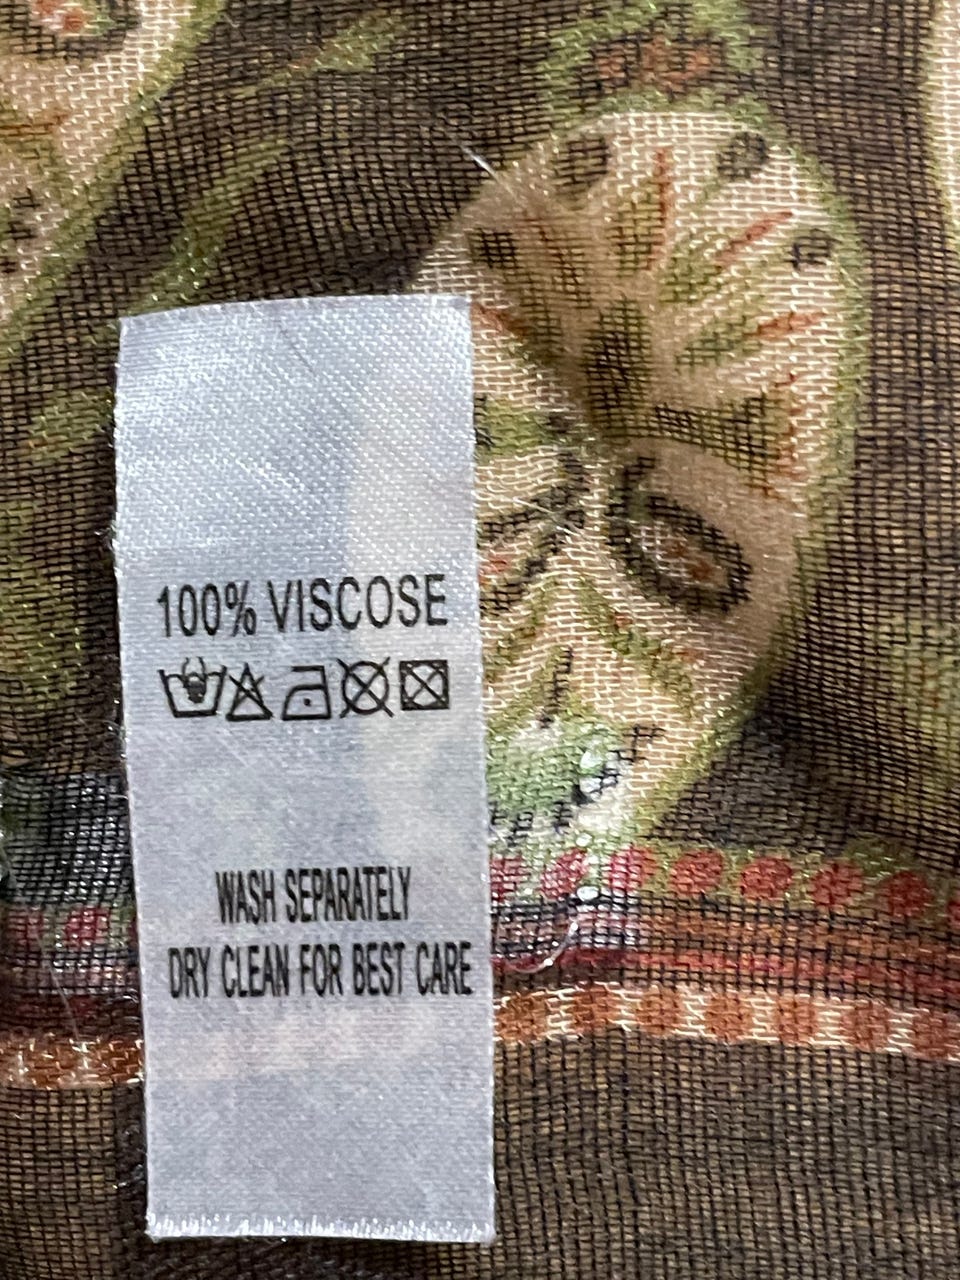 100% VISCOSE
WASH SEPARATELY
DRY CLEAN FOR BEST CARE